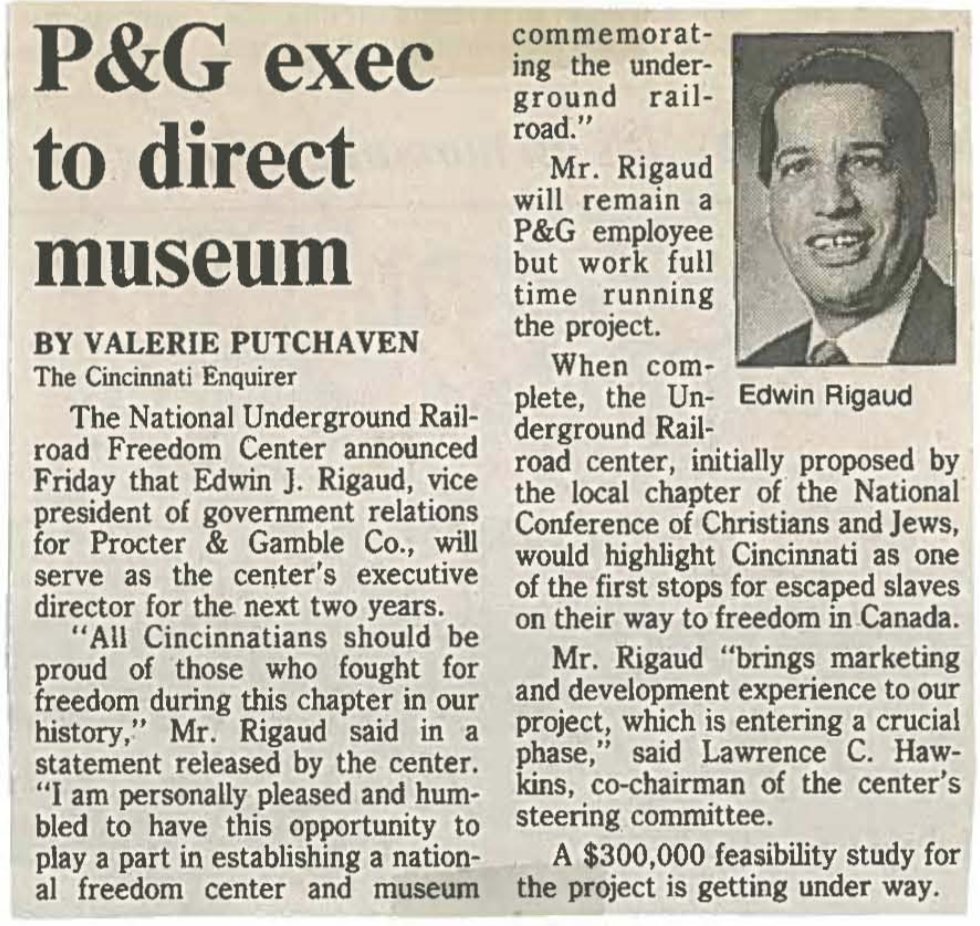 P&G exec
to direct
museum
BY VALERIE PUTCHAVEN
The Cincinnati Enquirer
The National Underground Rail-
road Freedom Center announced
Friday that Edwin J. Rigaud, vice
president of government relations
for Procter & Gamble Co., will
serve as the center's executive
director for the next two years.
"All Cincinnatians should be
proud of those who fought for
freedom during this chapter in our
history," Mr. Rigaud said in a
statement released by the center.
"I am personally pleased and hum-
bled to have this opportunity to
play a part in establishing a nation-
al freedom center and museum
commemorat-
ing the under-
ground rail-
road."
Mr. Rigaud
will remain a
P&G employee
but work full
time running
the project.
When com-
plete, the Un-
derground Rail-
road center, initially proposed by
the local chapter of the National
Conference of Christians and Jews,
would highlight Cincinnati as one
of the first stops for escaped slaves
on their way to freedom in Canada.
Mr. Rigaud "brings marketing
and development experience to our
project, which is entering a crucial
phase," said Lawrence C. Haw-
kins, co-chairman of the center's
steering committee.
A $300,000 feasibility study for
the project is getting under way.
Edwin Rigaud